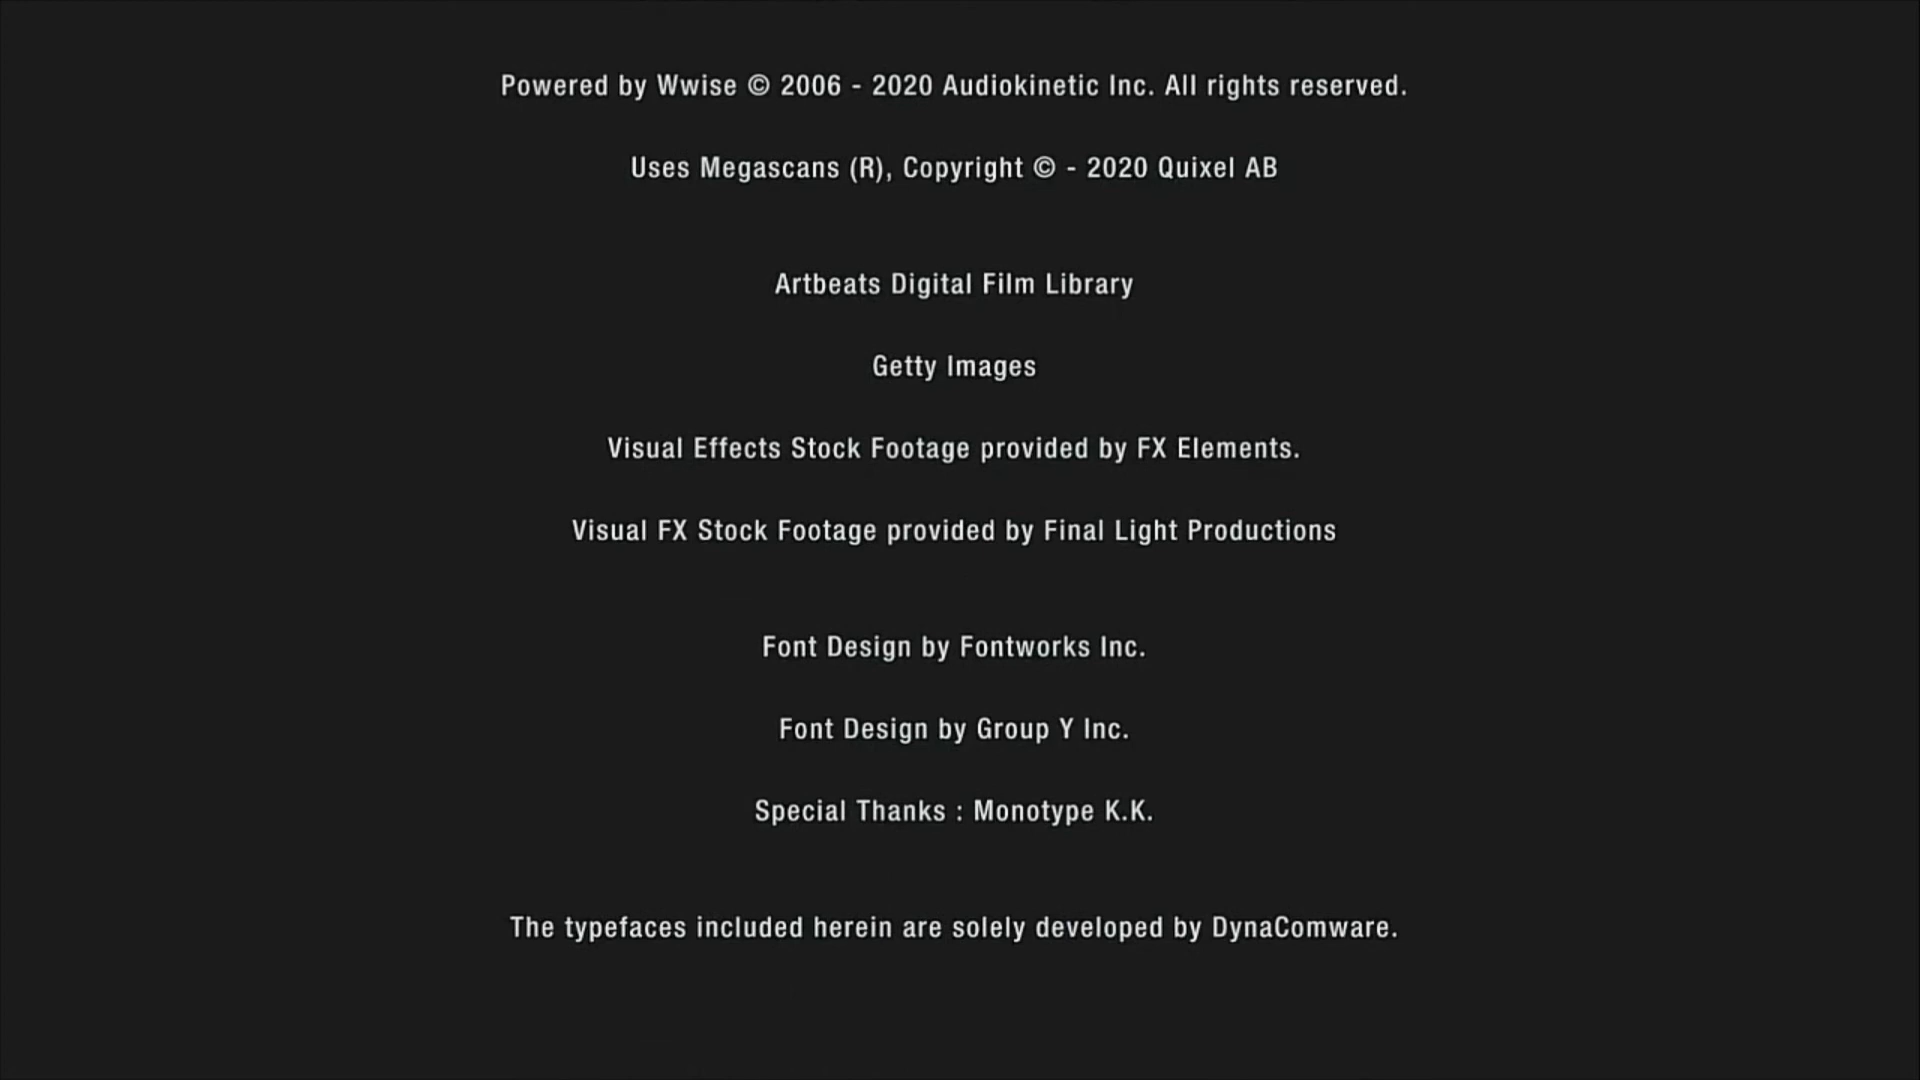 Powered by Wwise © 2006 - 2020 Audiokinetic Inc. All rights reserved.
Uses Megascans (R), Copyright © - 2020 Quixel AB
Artbeats Digital Film Library
Getty Images
Visual Effects Stock Footage provided by FX Elements.
Visual FX Stock Footage provided by Final Light Productions
Font Design by Fontworks Inc.
Font Design by Group Y Inc.
Special Thanks : Monotype K.K.
The typefaces included herein are solely developed by DynaComware.